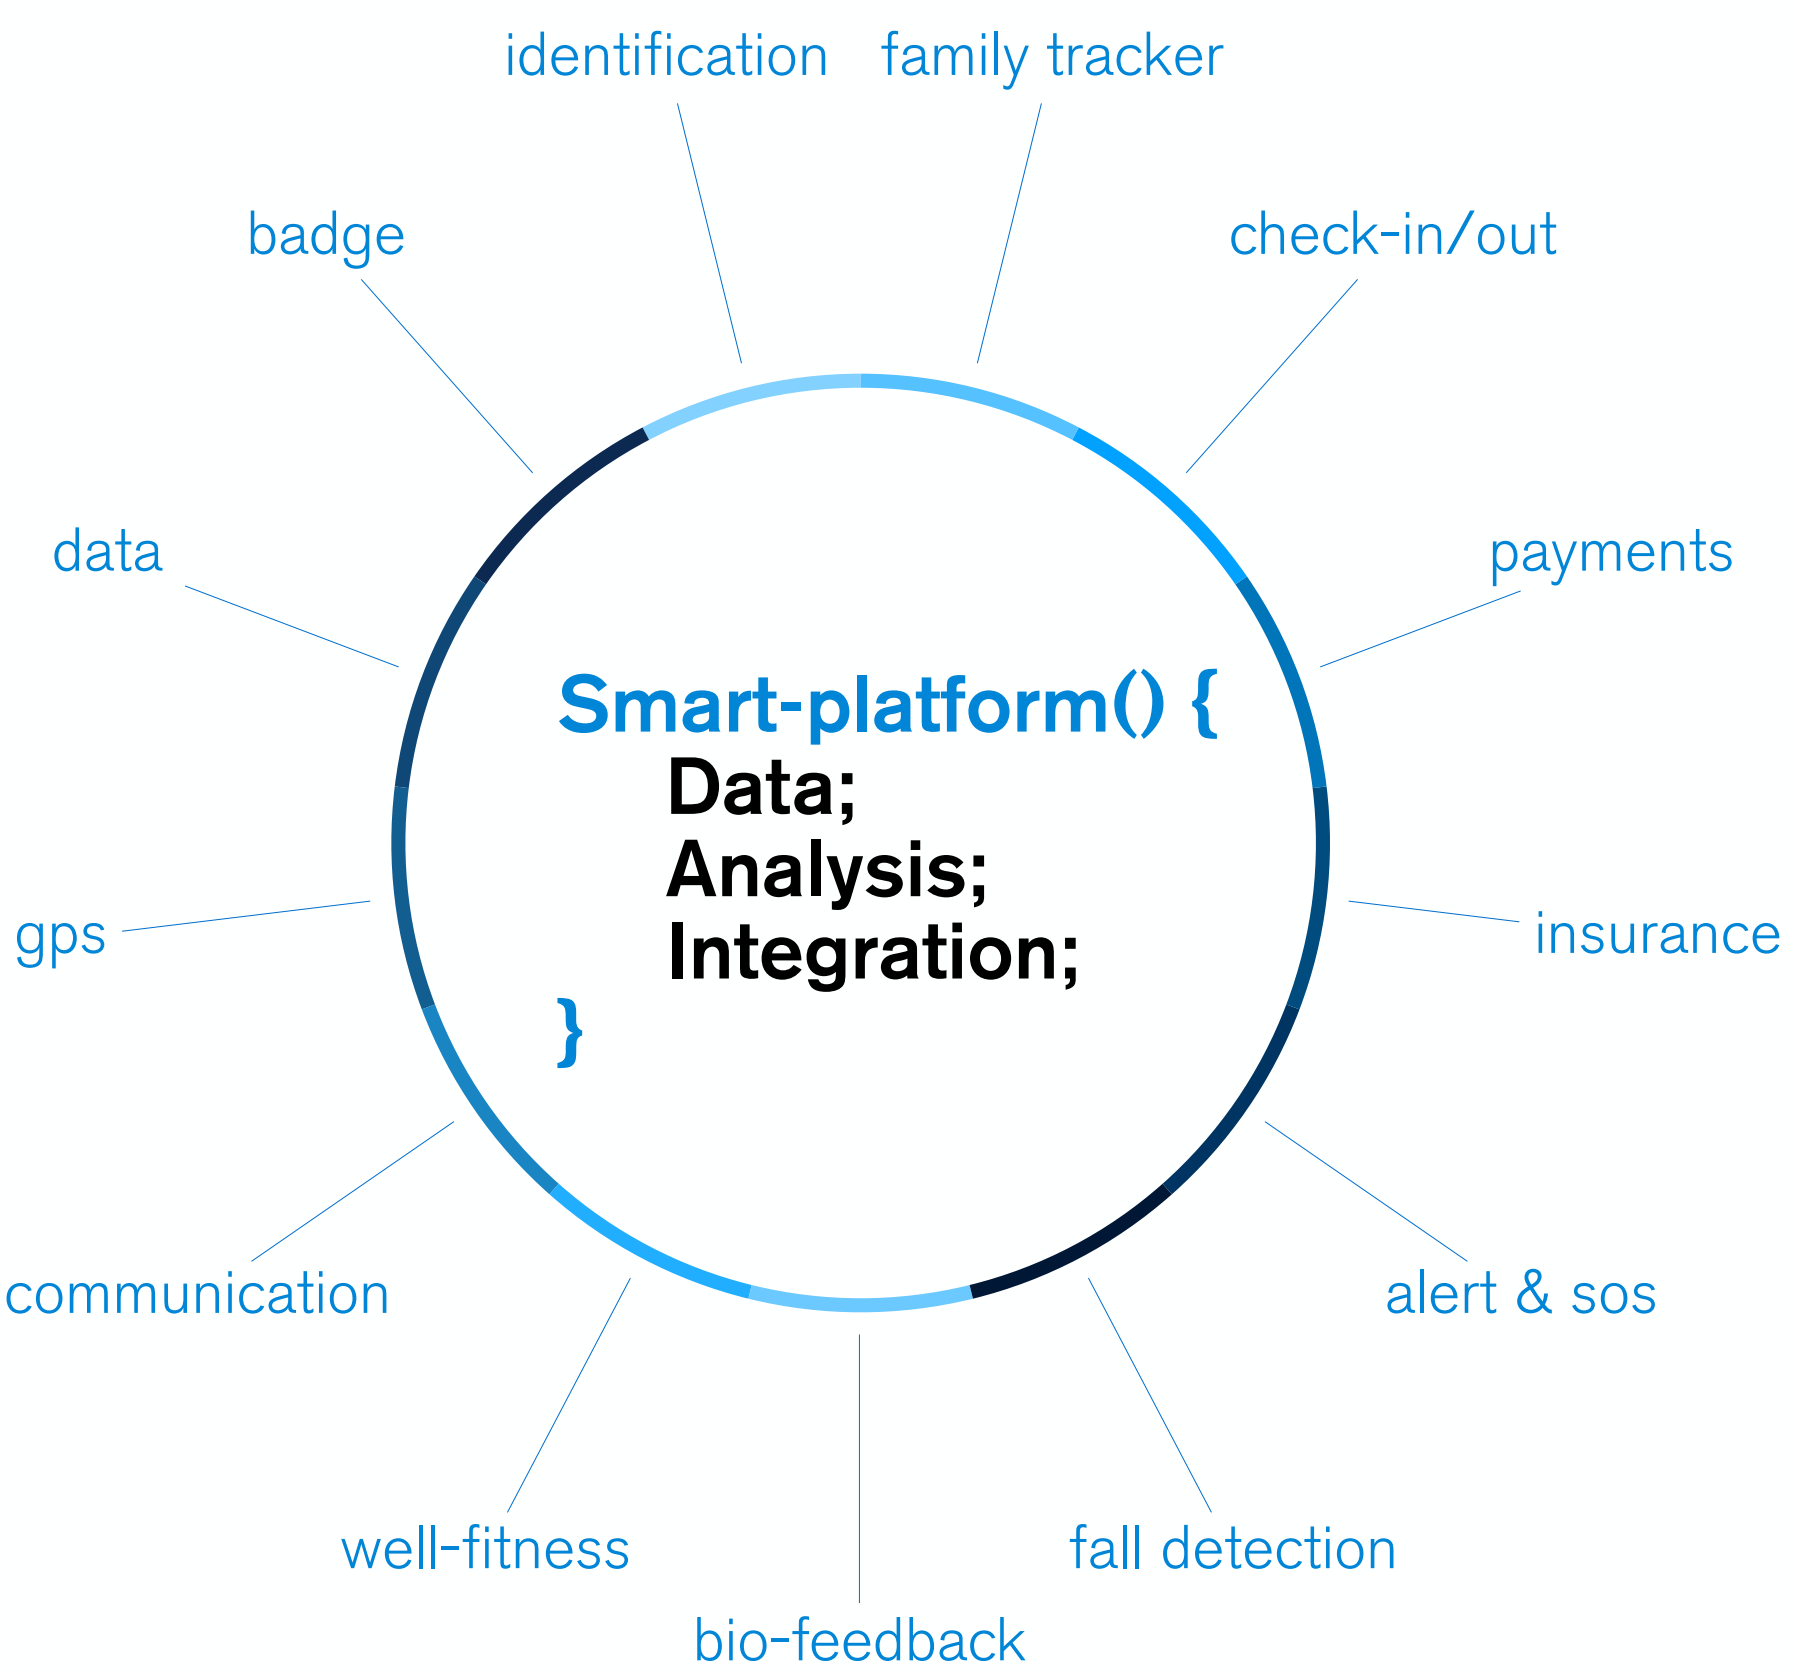 identification
family tracker
badge
check-in/out
data
payments
Smart-platform() {
Data;
Analysis;
Integration;
}
gps
insurance
communication
alert & sos
well-fitness
fall detection
bio-feedback